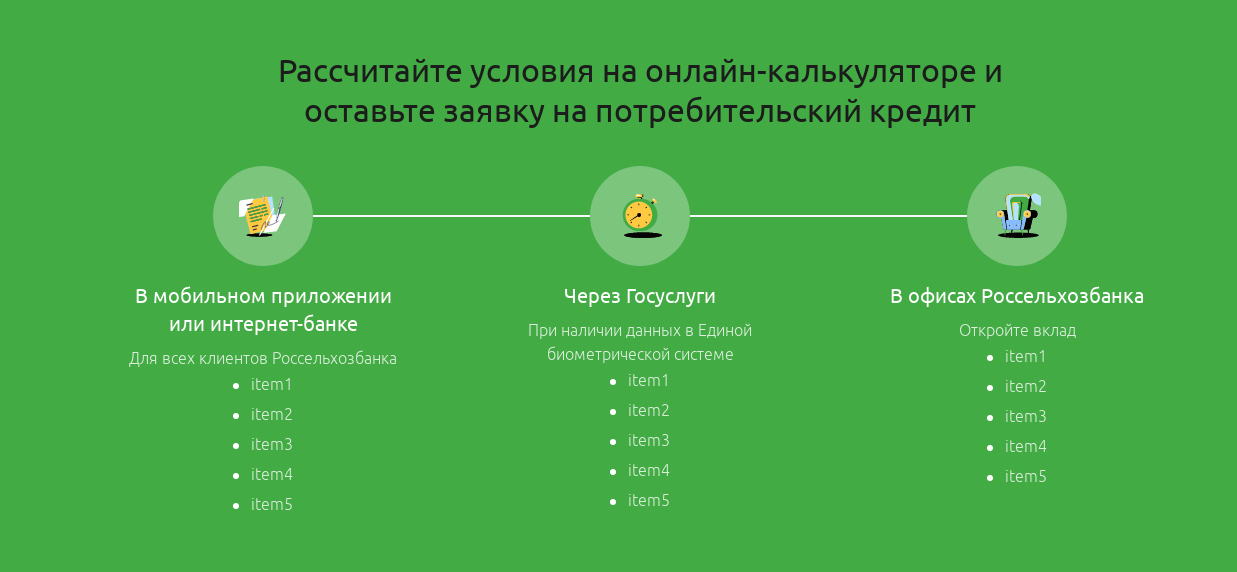 Рассчитайте условия на онлайн-калькуляторе и
оставьте заявку на потребительский кредит
В мобильном приложении
или интернет-банке
Для всех клиентов Россельхозбанка
• item1
• item2
• item3
• item4
• item5
Через Госуслуги
При наличии данных в Единой
биометрической системе
• item1
• item2
• item3
• item4
• item5
В офисах Россельхозбанка
Откройте вклад
• item1
• item2
• item3
• item4
• item5